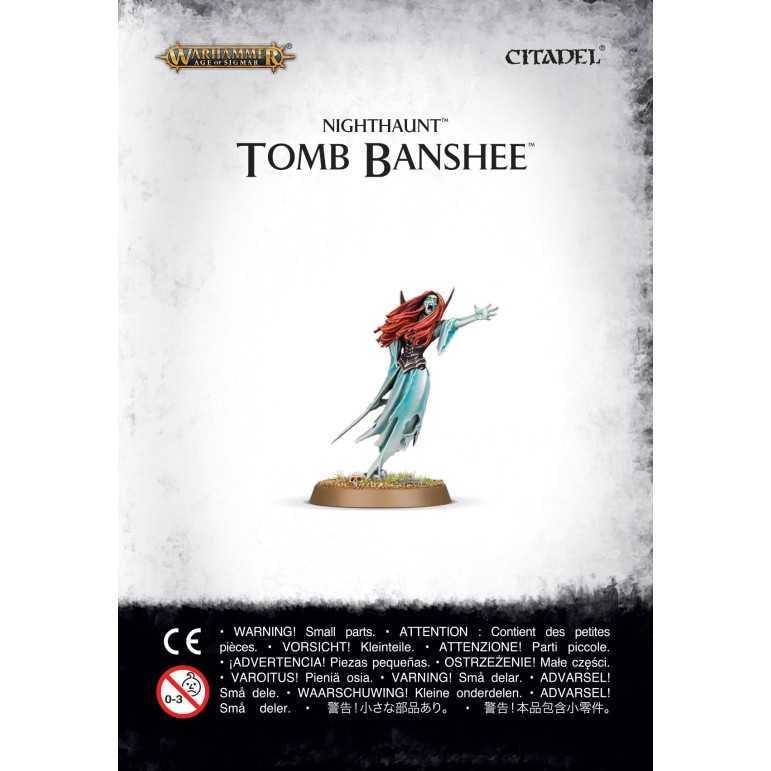 WARHAMMER®
AGE OF SIGMAR
CITADEL®
NIGHTHAUNT™
TOMB BANSHEE™
CE
0-3
• WARNING! Small parts. • ATTENTION : Contient des petites
pièces. • VORSICHT! Kleinteile. • ATTENZIONE! Parti piccole.
• ¡ADVERTENCIA! Piezas pequeñas. • OSTRZEŻENIE! Małe części.
• VAROITUS! Pieniä osia. • VARNING! Små delar. • ADVARSEL!
Små dele. • WAARSCHUWING! Kleine onderdelen. • ADVARSEL!
Små deler. • 警告!小さな部品あり。 • 警告!本品包含小零件。